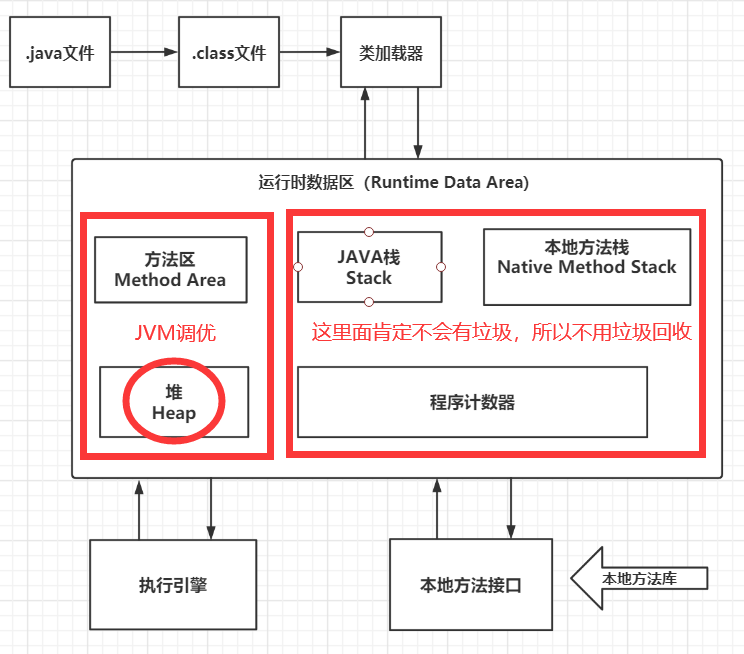 .java文件
.class文件
类加载器
运行时数据区（Runtime Data Area)
方法区
Method Area
JAVA栈
Stack
本地方法栈
Native Method Stack
JVM调优
这里面肯定不会有垃圾，所以不用垃圾回收
堆
Heap
程序计数器
执行引擎
本地方法接口
本地方法库